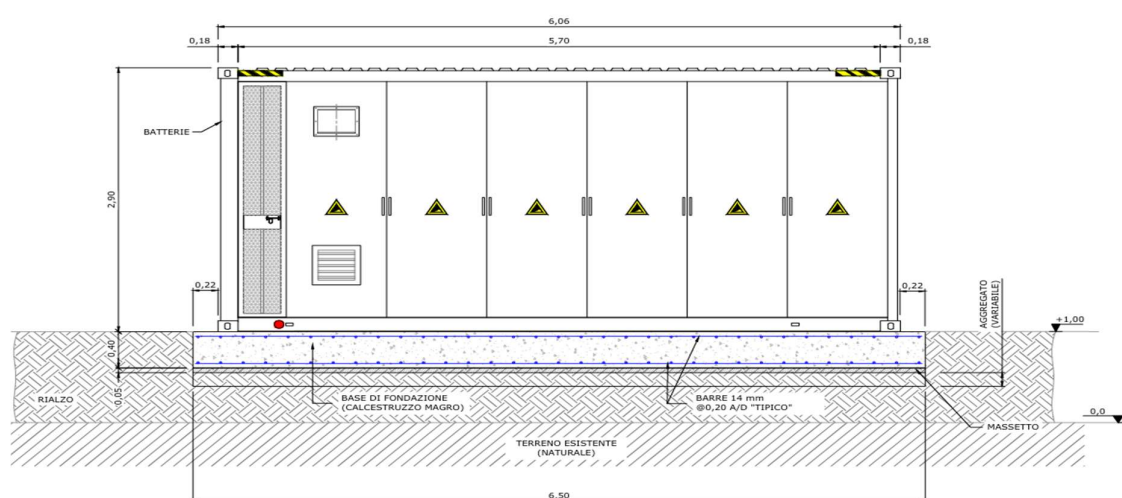 6,06
0,18
5,70
0,18
BATTERIE
2,90
0,22
0,22
AGGREGATO
(VARIABILE)
+1,00
0,40
0,05
RIALZO
BASE DI FONDAZIONE
(CALCESTRUZZO MAGRO)
BARRE 14 mm
@0,20 A/D "TIPICO"
0,0
MASSETTO
TERRENO ESISTENTE
(NATURALE)
6,50